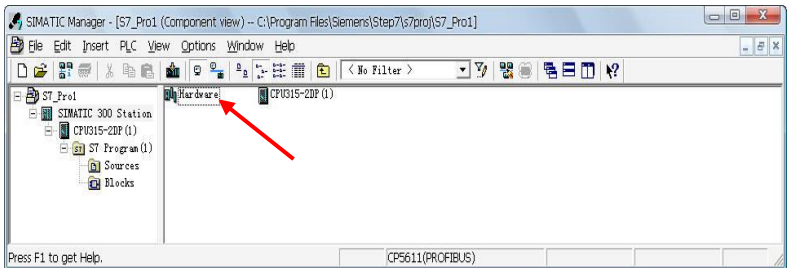 SIMATIC Manager - [S7_Pro1 (Component view) -- C:\Program Files\Siemens\Step7\s7proj\S7_Pro1]
File Edit Insert PLC View Options Window Help
< No Filter >
S7_Pro1
SIMATIC 300 Station
CPU315-2DP(1)
S7 Program(1)
Sources
Blocks
Hardware
CPU315-2DP(1)
Press F1 to get Help.
CP5611(PROFIBUS)